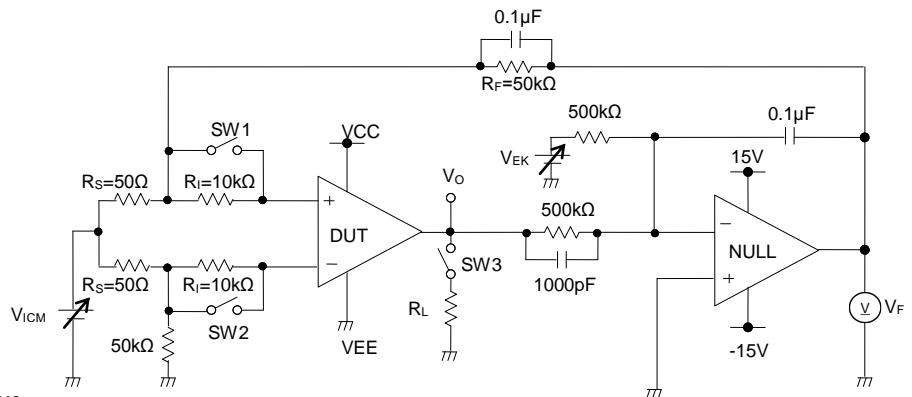 0.1µF
RF=50kΩ
500kΩ
0.1µF
SW1
VCC
VEK
15V
RS=50Ω
RI=10kΩ
VO
500kΩ
+
DUT
−
−
NULL
+
RS=50Ω
RI=10kΩ
SW3
1000pF
VICM
SW2
RL
V
VF
50kΩ
VEE
-15V